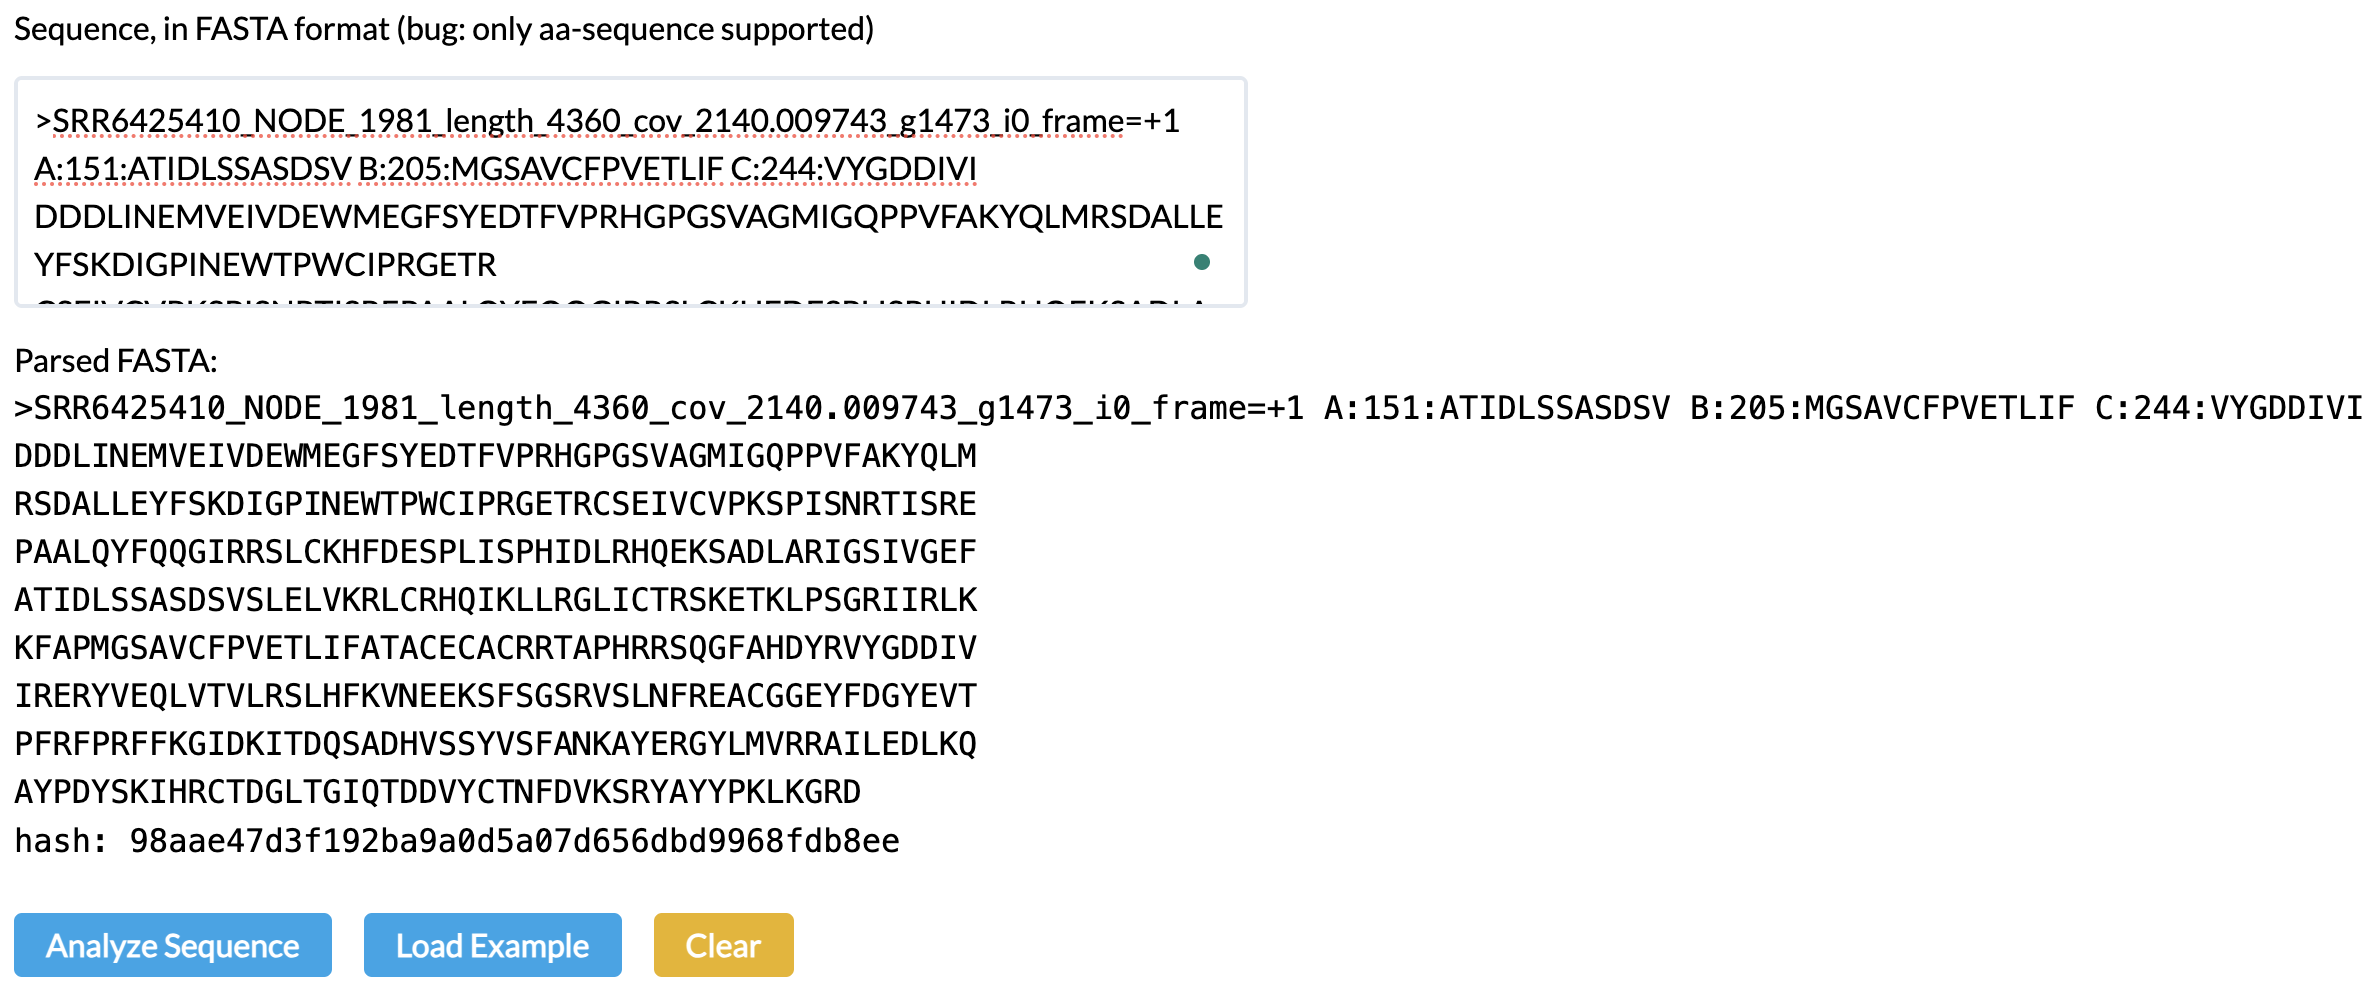 Sequence, in FASTA format (bug: only aa-sequence supported)
>SRR6425410_NODE_1981_length_4360_cov_2140.009743_g1473_i0_frame=+1
A:151:ATIDLSSASDSV B:205:MGSAVCFPVETLIF C:244:VYGDDIVI
DDDLINEMVEIVDEWMEGFSYEDTFVPRHGPGSVAGMIGQPPVFAKYQLMRSDALLE
YFSKDIGPINEWTPWCIPRGETR
Parsed FASTA:
>SRR6425410_NODE_1981_length_4360_cov_2140.009743_g1473_i0_frame=+1 A:151:ATIDLSSASDSV B:205:MGSAVCFPVETLIF C:244:VYGDDIVI
DDDLINEMVEIVDEWMEGFSYEDTFVPRHGPGSVAGMIGQPPVFAKYQLM
RSDALLEYFSKDIGPINEWTPWCIPRGETRCSEIVCVPKSPISNRTISRE
PAALQYFQQGIRRSLCKHFDESPLISPHIDLRHQEKSADLARIGSIVGEF
ATIDLSSASDSVSLELVKRLCRHQIKLLRGLICTRSKETKLPSGRIIRLK
KFAPMGSAVCFPVETLIFATACECACRRTAPHRRSQGFAHDYRVYGDDIV
IRERYVEQLVTVLRSLHFKVNEEKSFSGSRVSLNFREACGGEYFDGYEVT
PFRFPRFFKGIDKITDQSADHVSSYVSFANKAYERGYLMVRRAILEDLKQ
AYPDYSKIHRCTDGLTGIQTDDVYCTNFDVKSRYAYYPKLKGRD
hash: 98aae47d3f192ba9a0d5a07d656dbd9968fdb8ee
Analyze Sequence Load Example Clear